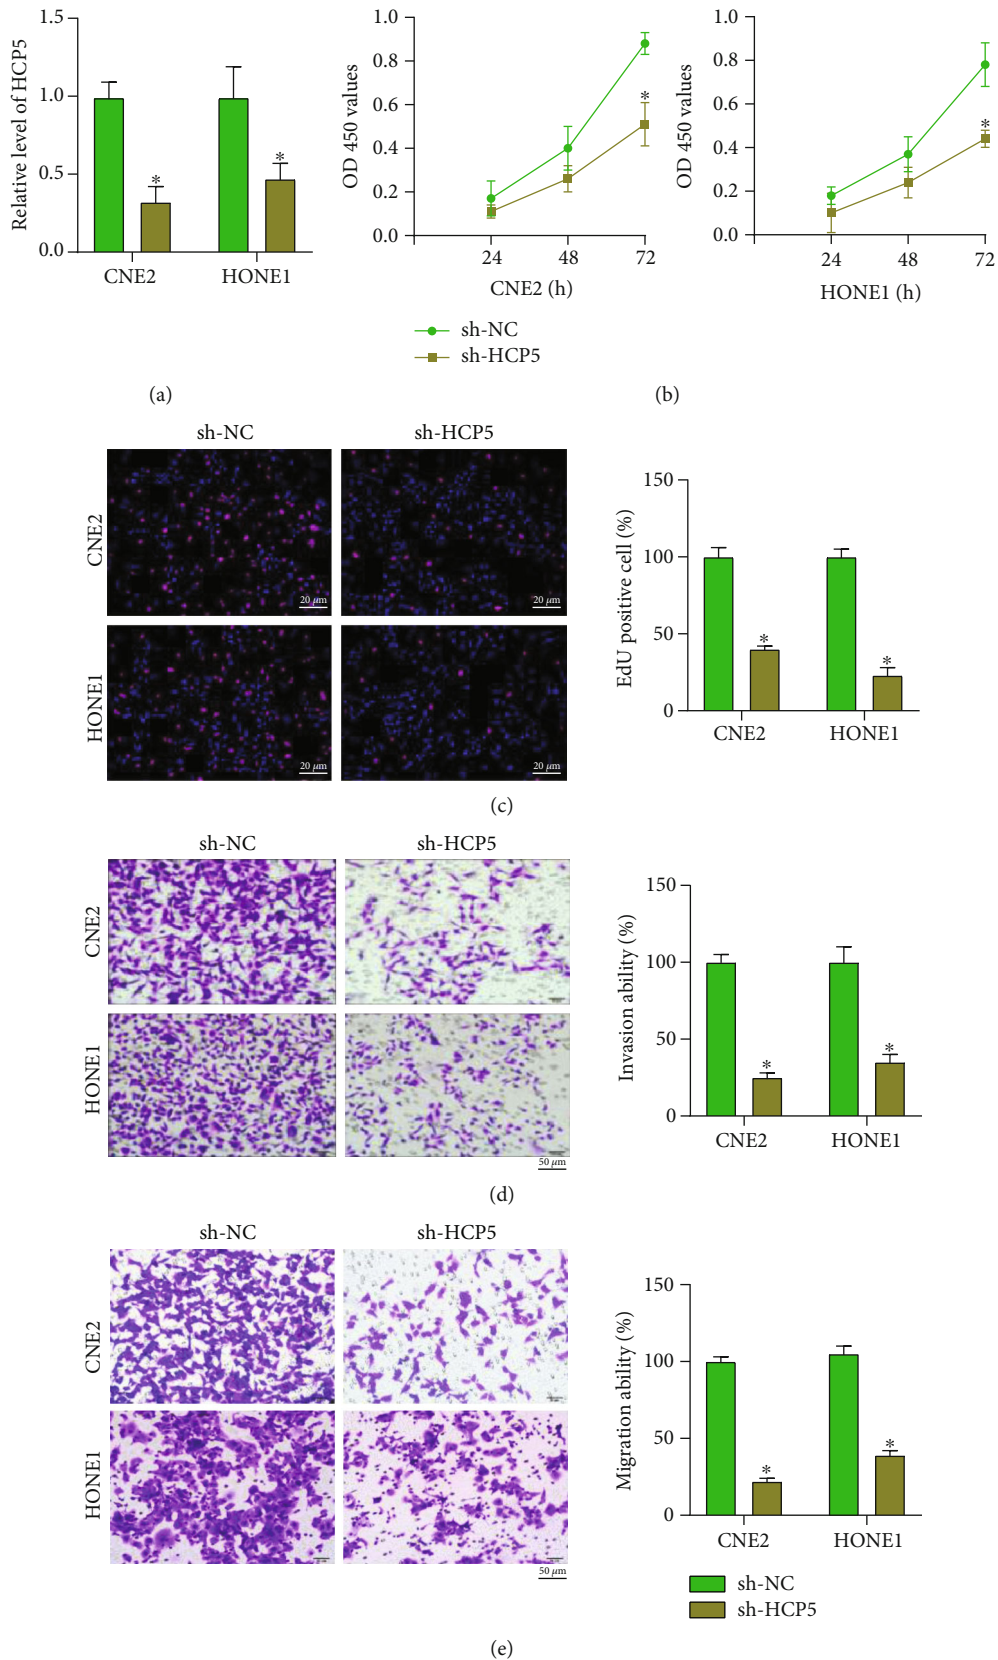 Relative level of HCP5
1.5
1.0
0.5
0.0
*
*
CNE2
HONE1
(a)
OD 450 values
1.0
0.8
0.6
0.4
0.2
0.0
*
24
48
72
CNE2 (h)
OD 450 values
1.0
0.8
0.6
0.4
0.2
0.0
*
24
48
72
HONE1 (h)
sh-NC
sh-HCP5
(b)
sh-NC
sh-HCP5
CNE2
20 μm
20 μm
HONE1
20 μm
20 μm
EdU positive cell (%)
150
100
50
0
*
*
CNE2
HONE1
(c)
sh-NC
sh-HCP5
CNE2
HONE1
50 μm
Invasion ability (%)
150
100
50
0
*
*
CNE2
HONE1
(d)
sh-NC
sh-HCP5
CNE2
HONE1
50 μm
Migration ability (%)
150
100
50
0
*
*
CNE2
HONE1
sh-NC
sh-HCP5
(e)